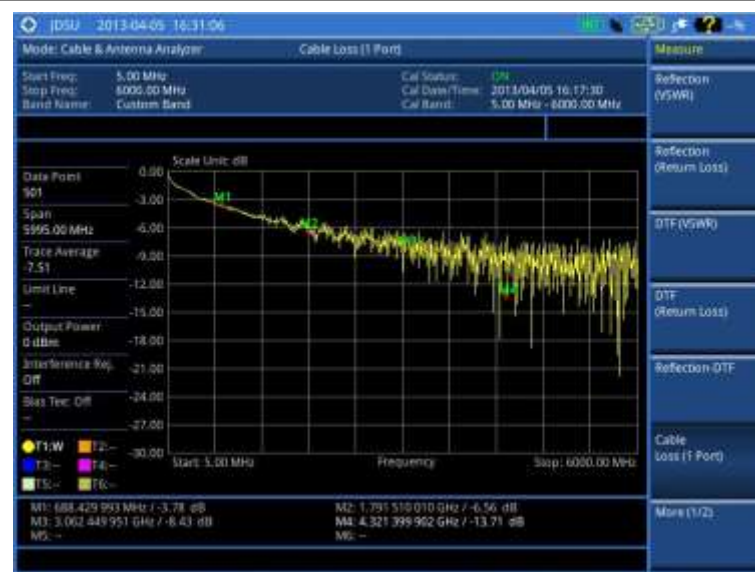 JDSU 2013-04-05 16:31:06
Mode: Cable & Antenna Analyzer Cable Loss (1 Port) Measure
Start Freq: 5.00 MHz Cal Status: ON
Stop Freq: 6000.00 MHz Cal Date/Time: 2013/04/05 16:17:30
Band Name: Custom Band Cal Band: 5.00 MHz - 6000.00 MHz
Reflection
(VSWR)
Reflection
(Return Loss)
DTF (VSWR)
DTF
(Return Loss)
Reflection-DTF
Cable
Loss (1 Port)
More (1/2)
Data Point
501
Span
5995.00 MHz
Trace Average
-7.51
Limit Line
--
Output Power
0 dBm
Interference Rej.
Off
Bias Tee: Off
--
T1:W T2:--
T3:-- T4:--
T5:-- T6:--
Scale Unit: dB
0.00
-3.00
-6.00
-9.00
-12.00
-15.00
-18.00
-21.00
-24.00
-27.00
-30.00
M1
M2
M4
Start: 5.00 MHz Frequency Stop: 6000.00 MHz
M1: 688.429 993 MHz / -3.78 dB M2: 1.791 510 010 GHz / -6.56 dB
M3: 3.062 449 951 GHz / -8.43 dB M4: 4.321 399 902 GHz / -13.71 dB
M5: -- M6: --